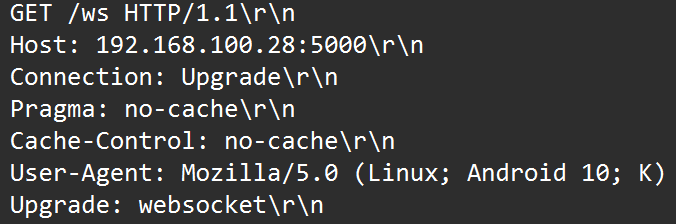 GET /ws HTTP/1.1\r\n
Host: 192.168.100.28:5000\r\n
Connection: Upgrade\r\n
Pragma: no-cache\r\n
Cache-Control: no-cache\r\n
User-Agent: Mozilla/5.0 (Linux; Android 10; K)
Upgrade: websocket\r\n